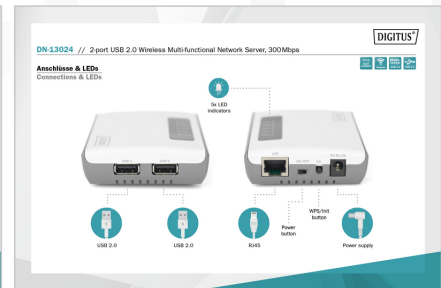 DIGITUS®
DN-13024 // 2-port USB 2.0 Wireless Multi-functional Network Server, 300Mbps
Anschlüsse & LEDs
Connections & LEDs
5x LED
indicators
USB 2.0
USB 2.0
RJ45
Power
button
WPS/Init
button
Power supply